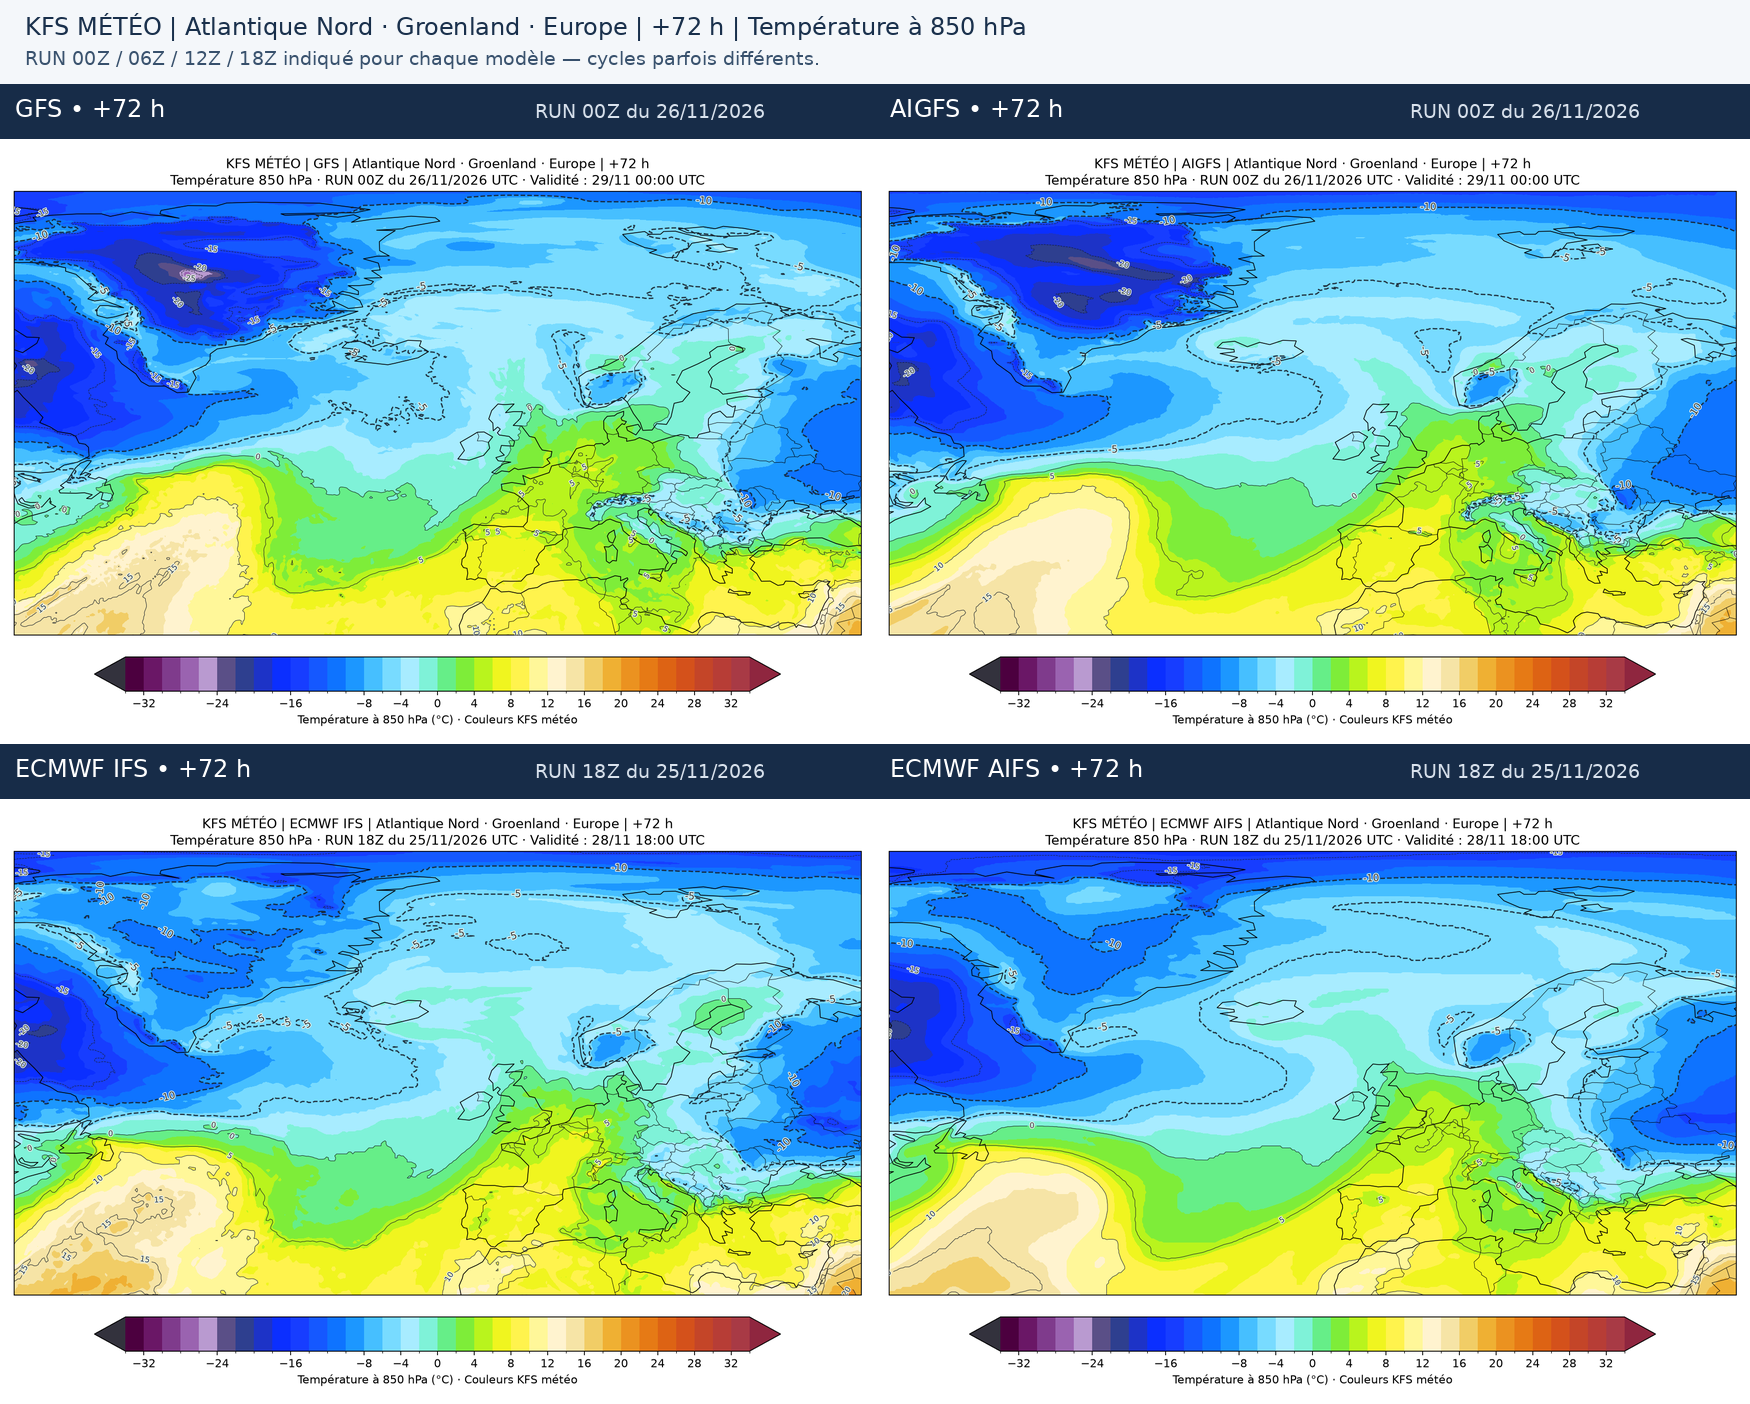 KFS MÉTÉO | Atlantique Nord · Groenland · Europe | +72 h | Température à 850 hPa
RUN 00Z / 06Z / 12Z / 18Z indiqué pour chaque modèle — cycles parfois différents.
GFS • +72 h
RUN 00Z du 26/11/2026
AIGFS • +72 h
RUN 00Z du 26/11/2026
KFS MÉTÉO | GFS | Atlantique Nord · Groenland · Europe | +72 h
Température 850 hPa · RUN 00Z du 26/11/2026 UTC · Validité : 29/11 00:00 UTC
KFS MÉTÉO | AIGFS | Atlantique Nord · Groenland · Europe | +72 h
Température 850 hPa · RUN 00Z du 26/11/2026 UTC · Validité : 29/11 00:00 UTC
−32 −24 −16 −8 −4 0 4 8 12 16 20 24 28 32
Température à 850 hPa (°C) · Couleurs KFS météo
−32 −24 −16 −8 −4 0 4 8 12 16 20 24 28 32
Température à 850 hPa (°C) · Couleurs KFS météo
ECMWF IFS • +72 h
RUN 18Z du 25/11/2026
ECMWF AIFS • +72 h
RUN 18Z du 25/11/2026
KFS MÉTÉO | ECMWF IFS | Atlantique Nord · Groenland · Europe | +72 h
Température 850 hPa · RUN 18Z du 25/11/2026 UTC · Validité : 28/11 18:00 UTC
KFS MÉTÉO | ECMWF AIFS | Atlantique Nord · Groenland · Europe | +72 h
Température 850 hPa · RUN 18Z du 25/11/2026 UTC · Validité : 28/11 18:00 UTC
−32 −24 −16 −8 −4 0 4 8 12 16 20 24 28 32
Température à 850 hPa (°C) · Couleurs KFS météo
−32 −24 −16 −8 −4 0 4 8 12 16 20 24 28 32
Température à 850 hPa (°C) · Couleurs KFS météo